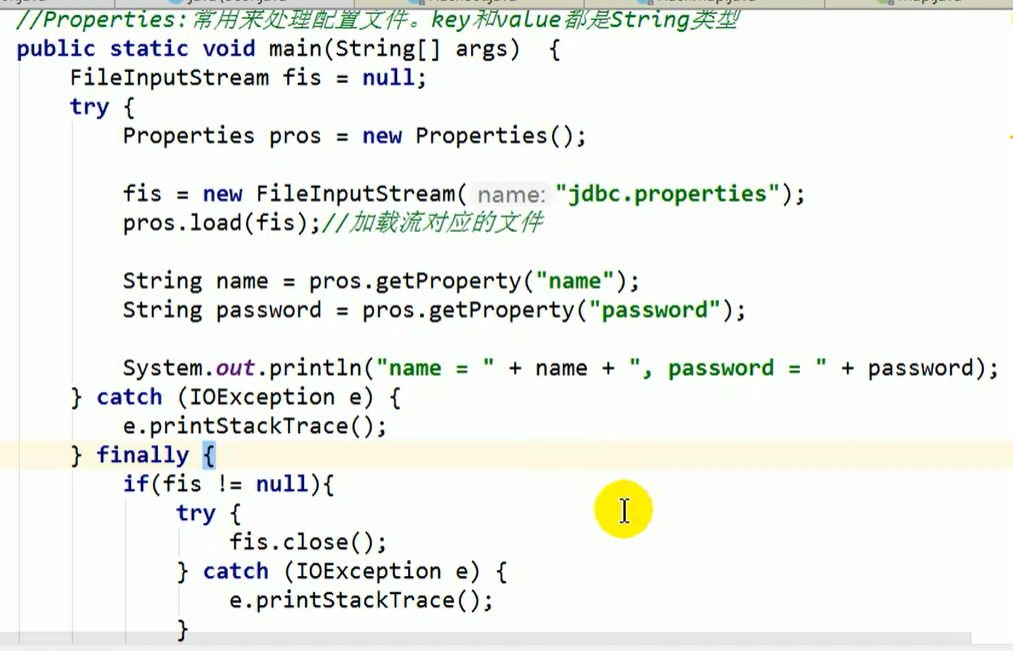 //Properties:常用来处理配置文件。key和value都是String类型
public static void main(String[] args)  {
FileInputStream fis = null;
try {
Properties pros = new Properties();
fis = new FileInputStream( name: "jdbc.properties");
pros.load(fis);//加载流对应的文件
String name = pros.getProperty("name");
String password = pros.getProperty("password");
System.out.println("name = " + name + ", password = " + password);
} catch (IOException e) {
e.printStackTrace();
} finally {
if(fis != null){
try {
fis.close();
} catch (IOException e) {
e.printStackTrace();
}